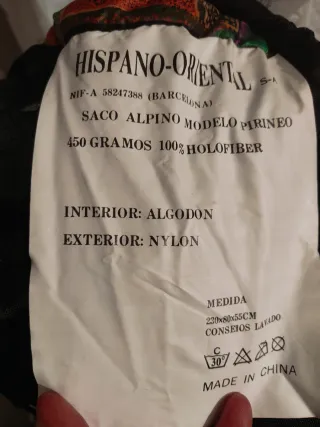 HISPANO-ORIENTAL S-A
NIF-A 58247388 (BARCELONA)
SACO ALPINO MODELO PIRINEO
450 GRAMOS 100% HOLOFIBER
INTERIOR: ALGODON
EXTERIOR: NYLON
MEDIDA
220x80x55CM
CONSEJOS LAVADO
C
30°
MADE IN CHINA